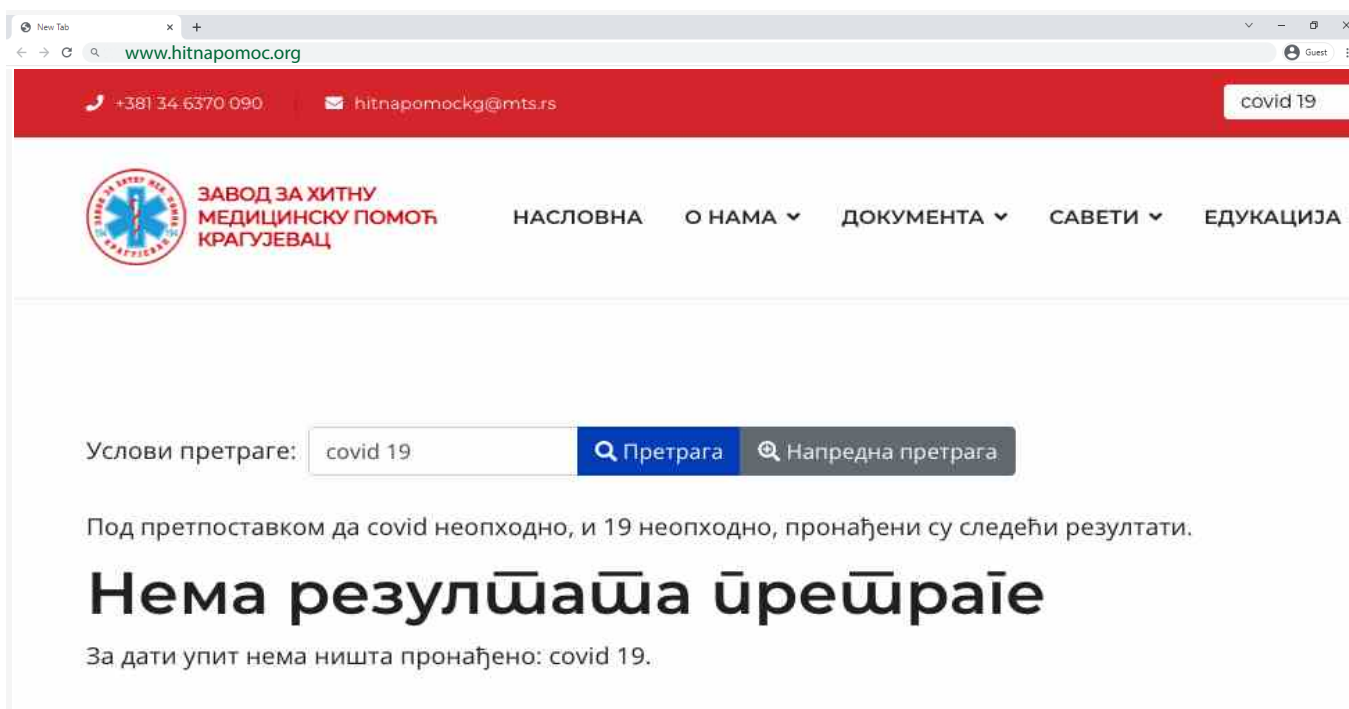 New Tab
www.hitnapomoc.org
Guest
+381 34 6370 090 hitnapomockg@mts.rs covid 19
ЗАВОД ЗА ХИТНУ
МЕДИЦИНСКУ ПОМОЋ
КРАГУЈЕВАЦ
НАСЛОВНА О НАМА ДОКУМЕНТА САВЕТИ ЕДУКАЦИЈА
Услови претраге: covid 19 Претрага Напредна претрага
Под претпоставком да covid неопходно, и 19 неопходно, пронађени су следећи резултати.
Нема резултата претраге
За дати упит нема ништа пронађено: covid 19.